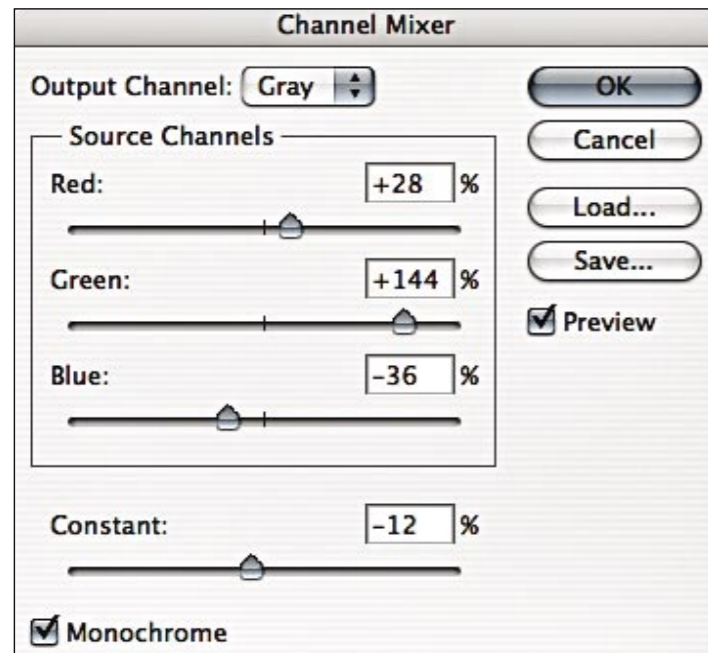 Channel Mixer
Output Channel: Gray
Source Channels
Red: +28 %
Green: +144 %
Blue: -36 %
Constant: -12 %
Monochrome
OK
Cancel
Load...
Save...
Preview